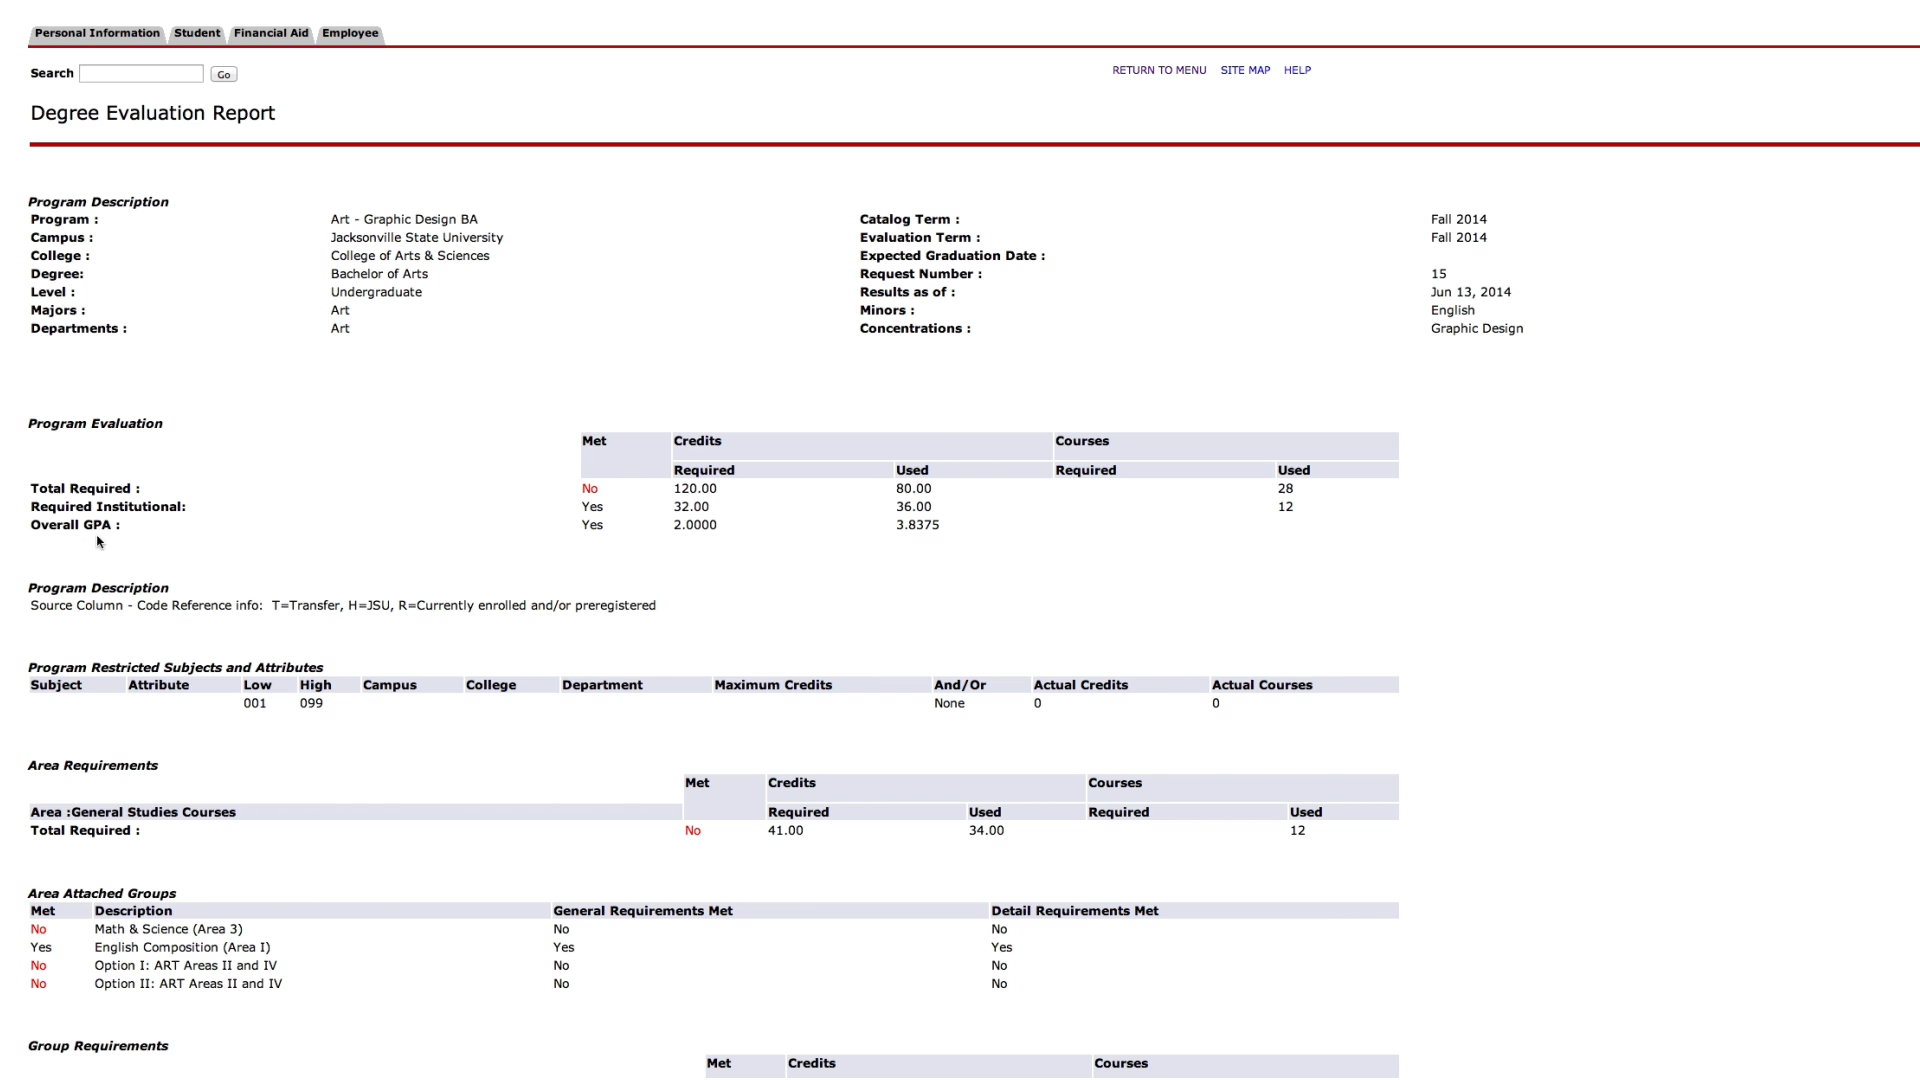 Personal Information Student Financial Aid Employee
Search Go RETURN TO MENU SITE MAP HELP
Degree Evaluation Report
Program Description
Program : Art - Graphic Design BA Catalog Term : Fall 2014
Campus : Jacksonville State University Evaluation Term : Fall 2014
College : College of Arts & Sciences Expected Graduation Date :
Degree: Bachelor of Arts Request Number : 15
Level : Undergraduate Results as of : Jun 13, 2014
Majors : Art Minors : English
Departments : Art Concentrations : Graphic Design
Program Evaluation
Met Credits Courses
Required Used Required Used
Total Required : No 120.00 80.00 28
Required Institutional: Yes 32.00 36.00 12
Overall GPA : Yes 2.0000 3.8375
Program Description
Source Column - Code Reference info: T=Transfer, H=JSU, R=Currently enrolled and/or preregistered
Program Restricted Subjects and Attributes
Subject Attribute Low High Campus College Department Maximum Credits And/Or Actual Credits Actual Courses
001 099 None 0 0
Area Requirements
Met Credits Courses
Area :General Studies Courses Required Used Required Used
Total Required : No 41.00 34.00 12
Area Attached Groups
Met Description General Requirements Met Detail Requirements Met
No Math & Science (Area 3) No No
Yes English Composition (Area I) Yes Yes
No Option I: ART Areas II and IV No No
No Option II: ART Areas II and IV No No
Group Requirements
Met Credits Courses